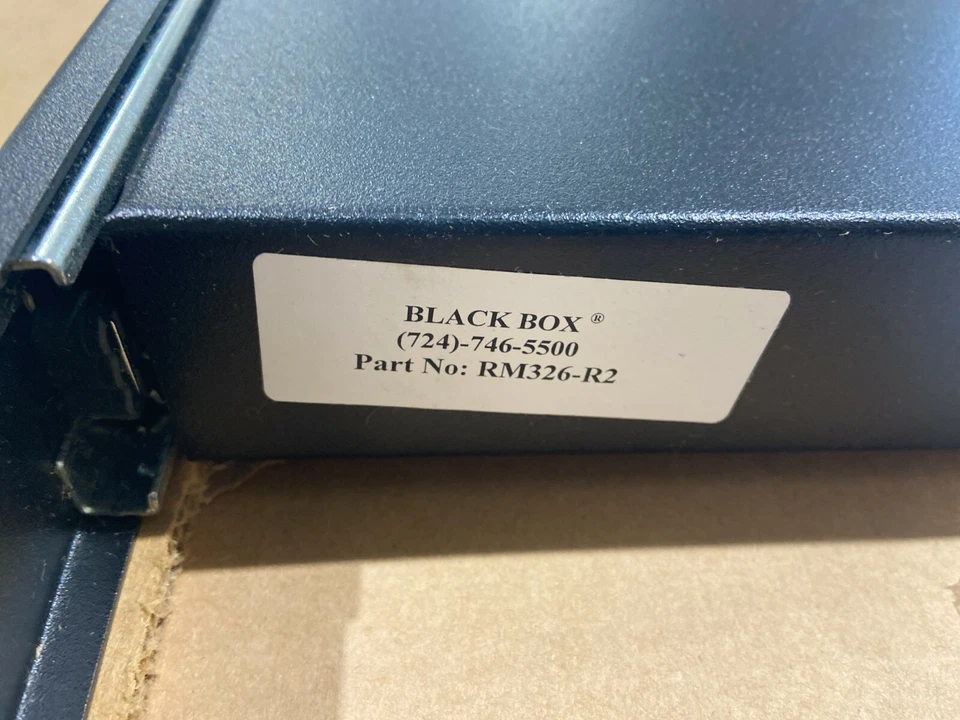 BLACK BOX ®
(724)-746-5500
Part No: RM326-R2